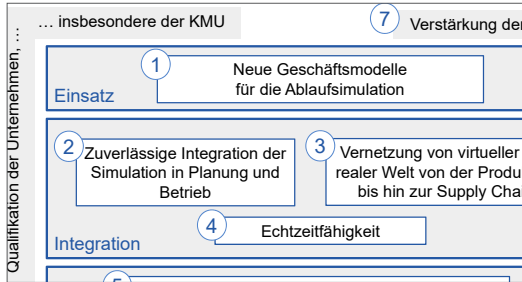 Qualifikation der Unternehmen, …
… insbesondere der KMU
7
Verstärkung der
1
Neue Geschäftsmodelle
für die Ablaufsimulation
Einsatz
2
Zuverlässige Integration der
Simulation in Planung und
Betrieb
3
Vernetzung von virtueller
realer Welt von der Produ
bis hin zur Supply Cha
4
Echtzeitfähigkeit
Integration
5